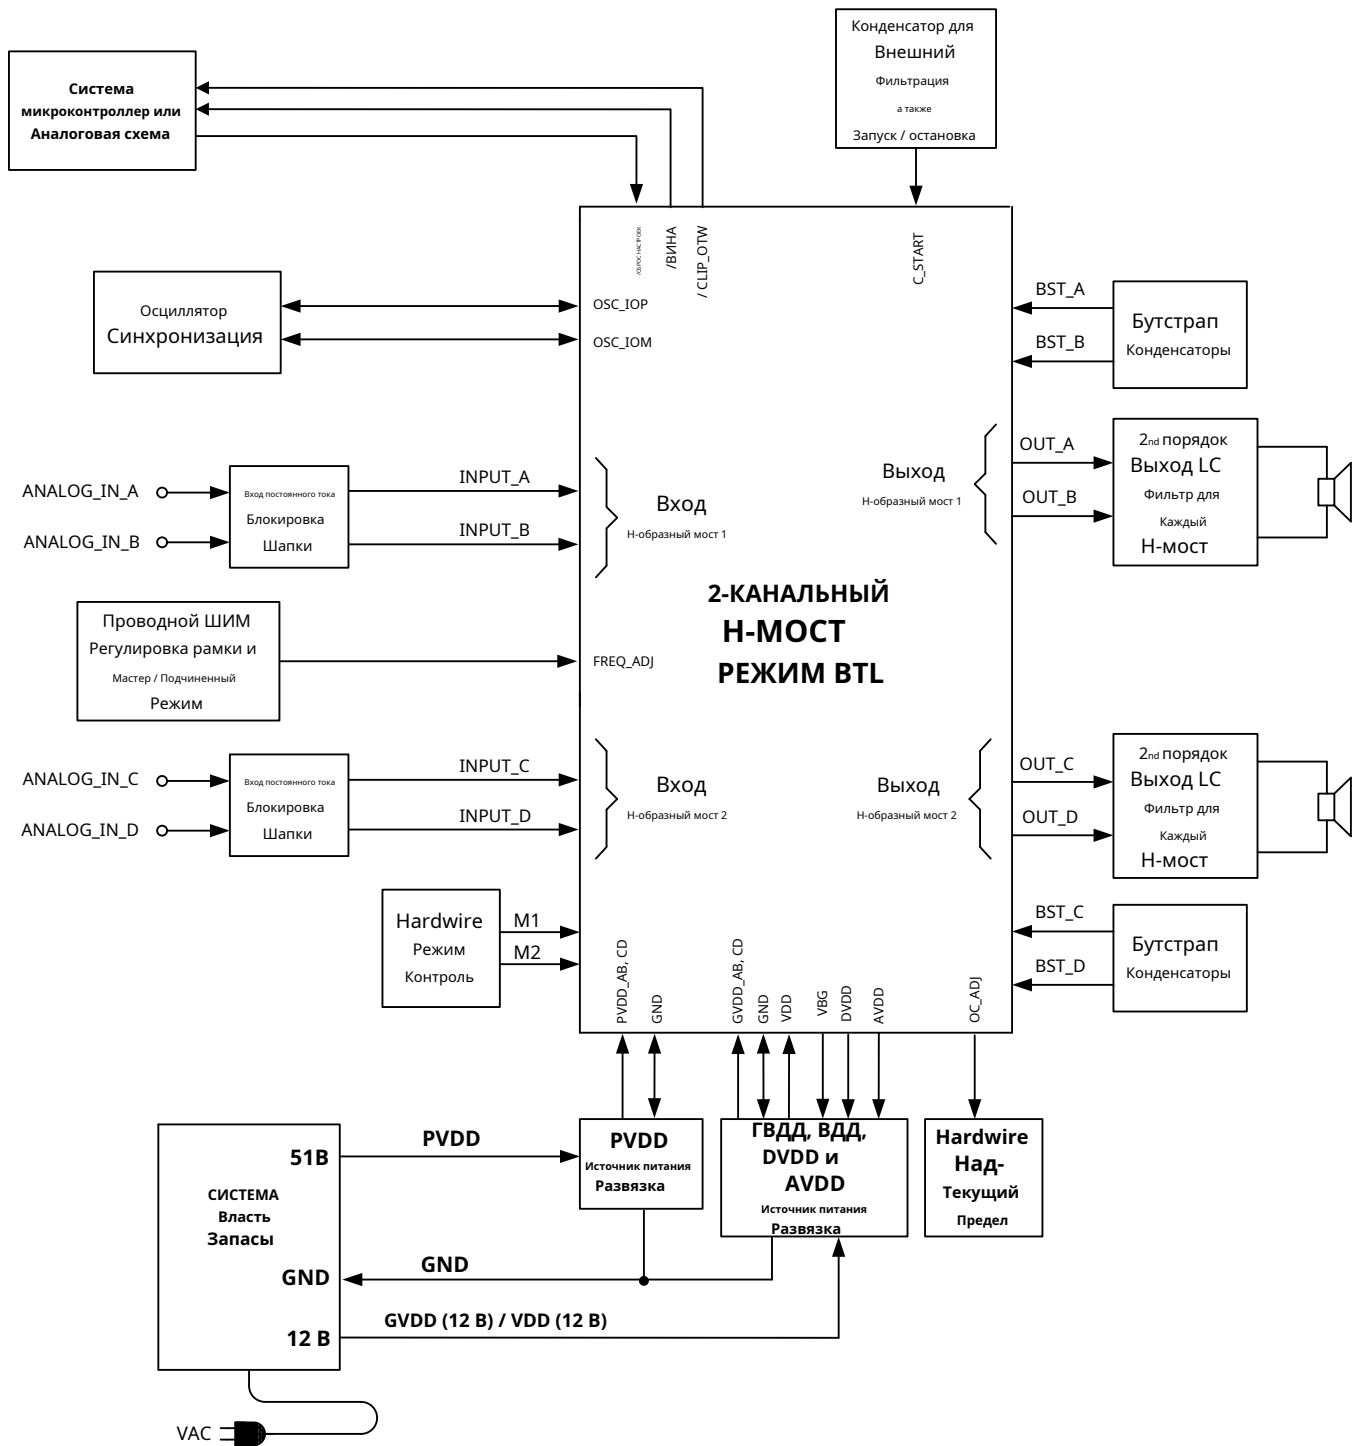 Конденсатор для
Внешний
Фильтрация
а также
Запуск / остановка
Система
микроконтроллер или
Аналоговая схема
/СБРОС НАСТРОЕК
/ВИНА
/ CLIP_OTW
C_START
Осциллятор
Синхронизация
OSC_IOP
OSC_IOM
BST_A
BST_B
Бутстрап
Конденсаторы
ANALOG_IN_A
ANALOG_IN_B
Вход постоянного тока
Блокировка
Шапки
INPUT_A
INPUT_B
Вход
Н-образный мост 1
Выход
Н-образный мост 1
OUT_A
OUT_B
2nd порядок
Выход LC
Фильтр для
Каждый
Н-мост
2-КАНАЛЬНЫЙ
Н-МОСТ
РЕЖИМ BTL
Проводной ШИМ
Регулировка рамки и
Мастер / Подчиненный
Режим
FREQ_ADJ
ANALOG_IN_C
ANALOG_IN_D
Вход постоянного тока
Блокировка
Шапки
INPUT_C
INPUT_D
Вход
Н-образный мост 2
Выход
Н-образный мост 2
OUT_C
OUT_D
2nd порядок
Выход LC
Фильтр для
Каждый
Н-мост
Hardwire
Режим
Контроль
M1
M2
BST_C
BST_D
Бутстрап
Конденсаторы
PVDD_AB, CD
GND
GVDD_AB, CD
GND
VDD
VBG
DVDD
AVDD
OC_ADJ
51В
СИСТЕМА
Власть
Запасы
GND
12 В
PVDD
PVDD
Источник питания
Развязка
ГВДД, ВДД,
DVDD и
AVDD
Источник питания
Развязка
Hardwire
Над-
Текущий
Предел
GND
GVDD (12 В) / VDD (12 В)
VAC